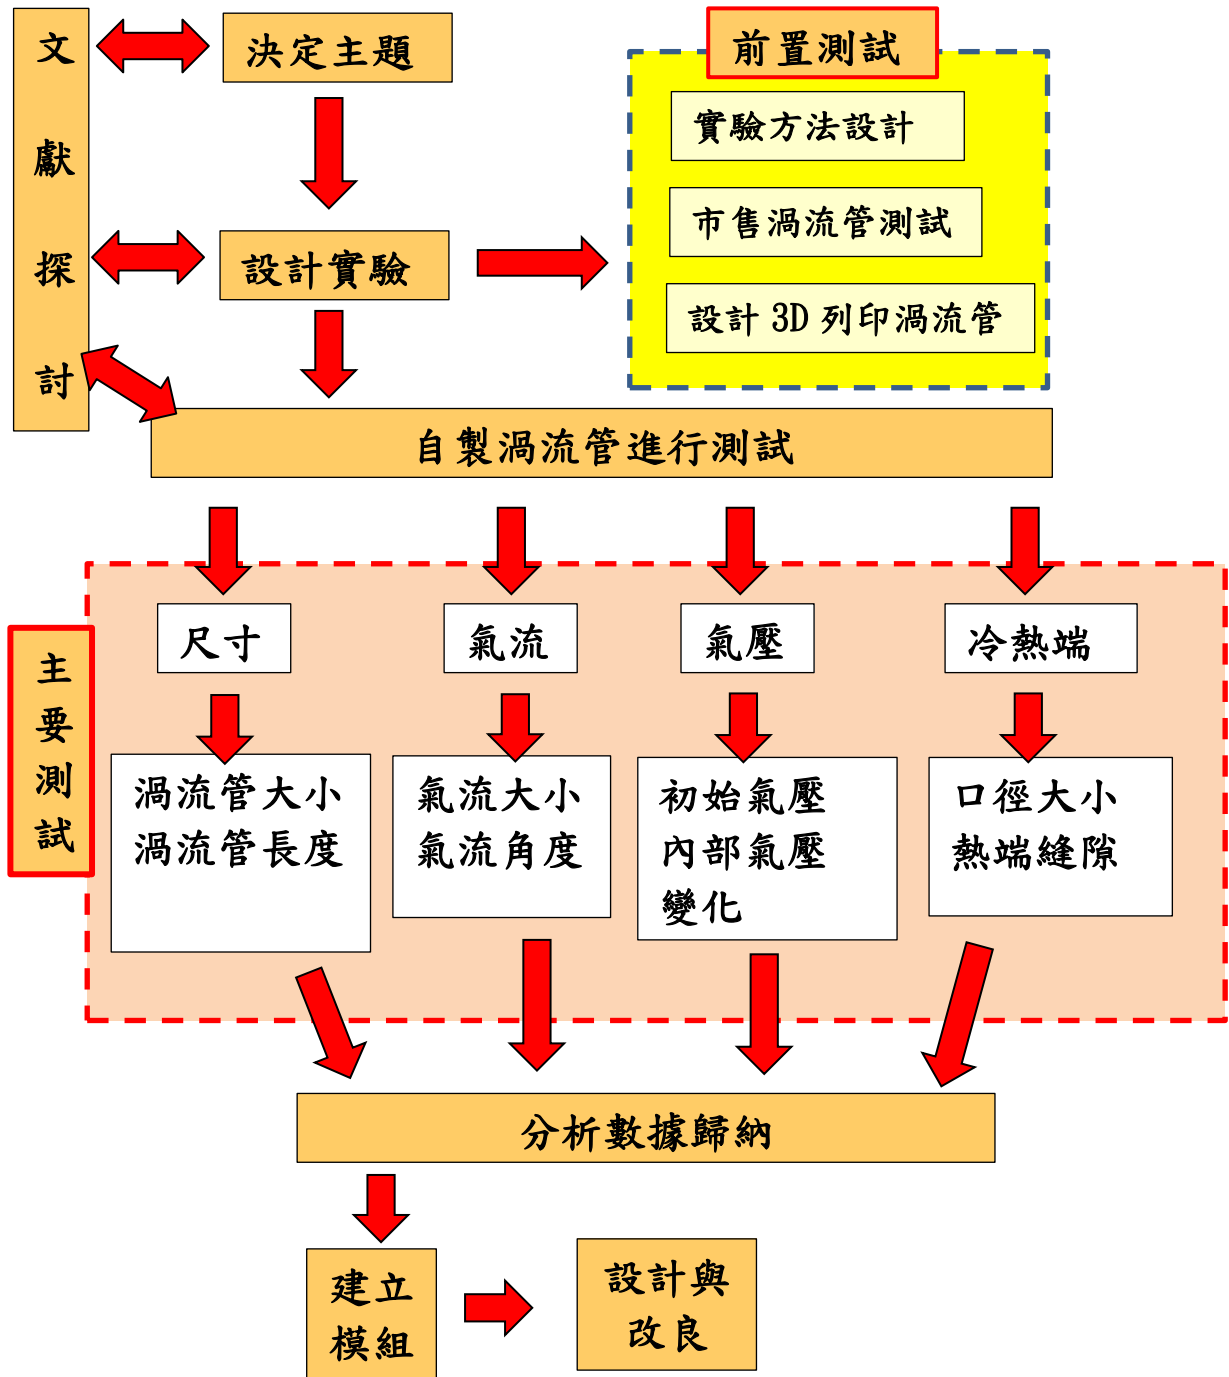 文獻探討
決定主題
前置測試
實驗方法設計
市售渦流管測試
設計 3D 列印渦流管
設計實驗
自製渦流管進行測試
主要測試
尺寸
氣流
氣壓
冷熱端
渦流管大小
渦流管長度
氣流大小
氣流角度
初始氣壓
內部氣壓
變化
口徑大小
熱端縫隙
分析數據歸納
建立
模組
設計與
改良